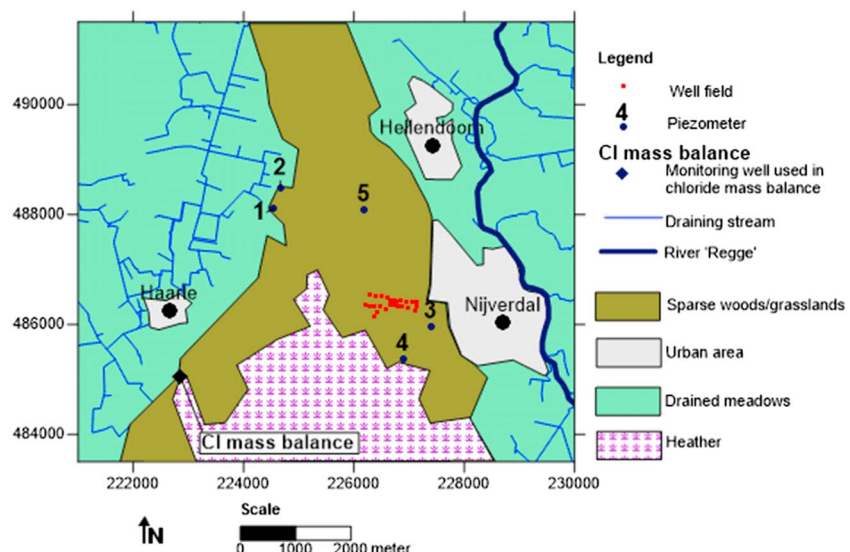 490000
488000
486000
484000
222000
224000
226000
228000
230000
Hellendoorn
2
1
5
Haarle
3
Nijverdal
4
Cl mass balance
N
Scale
0 1000 2000 meter
Legend
Well field
4
Piezometer
Cl mass balance
Monitoring well used in
chloride mass balance
Draining stream
River 'Regge'
Sparse woods/grasslands
Urban area
Drained meadows
Heather